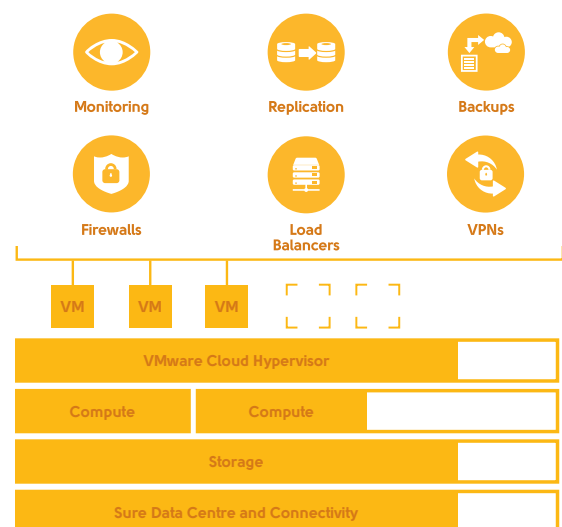 Monitoring
Replication
Backups
Firewalls
Load
Balancers
VPNs
VM
VM
VM
VMware Cloud Hypervisor
Compute
Compute
Storage
Sure Data Centre and Connectivity